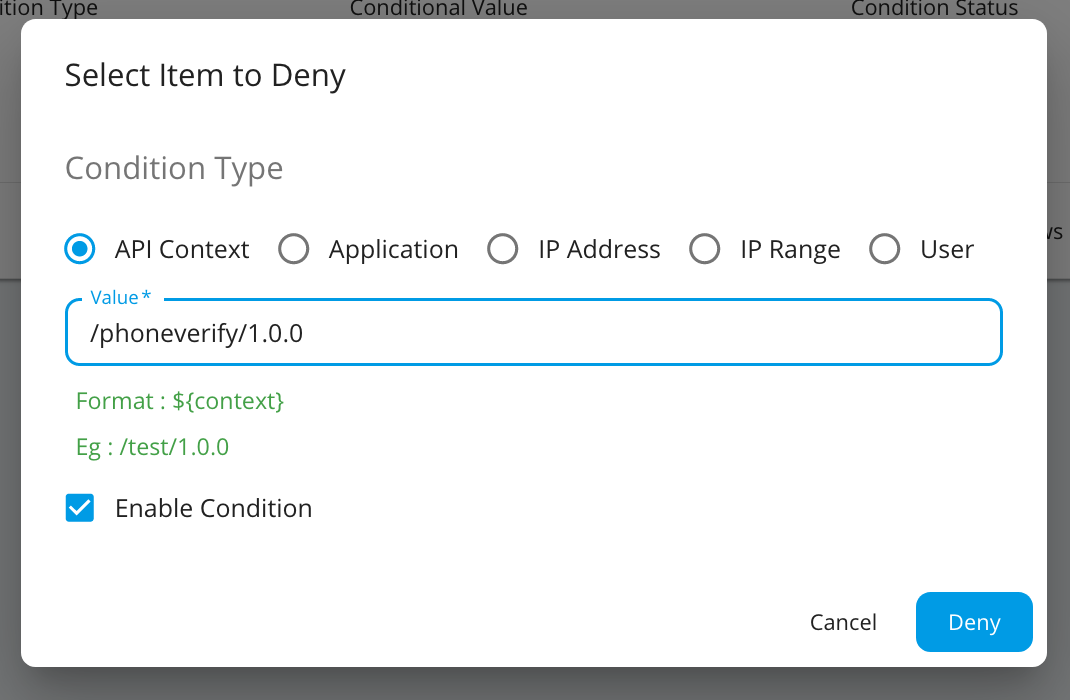 ition Type Conditional Value Condition Status
Select Item to Deny
Condition Type
API Context Application IP Address IP Range User
Value*
/phoneverify/1.0.0
Format : ${context}
Eg : /test/1.0.0
Enable Condition
Cancel Deny